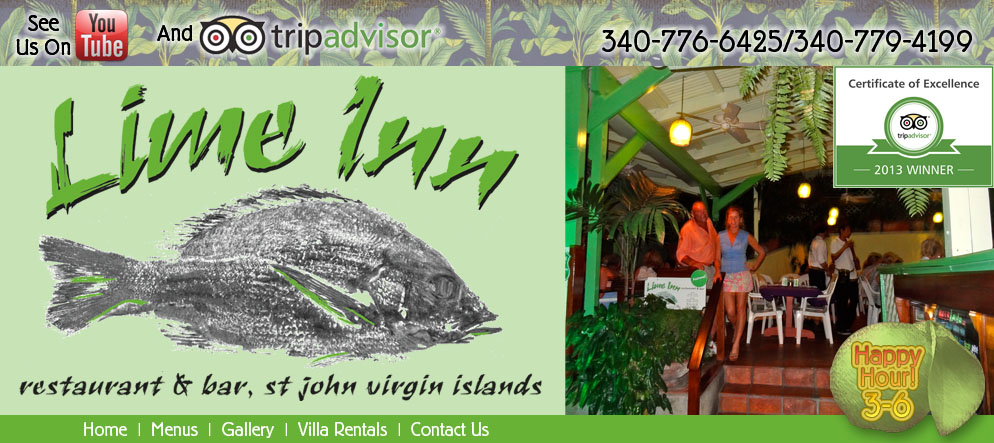 See
Us On
You
Tube
And
tripadvisor®
340-776-6425/340-779-4199
Lime Inn
restaurant & bar, st john virgin islands
Certificate of Excellence
tripadvisor
2013 WINNER
Lime Inn
Happy
Hour!
3-6
Home | Menus | Gallery | Villa Rentals | Contact Us